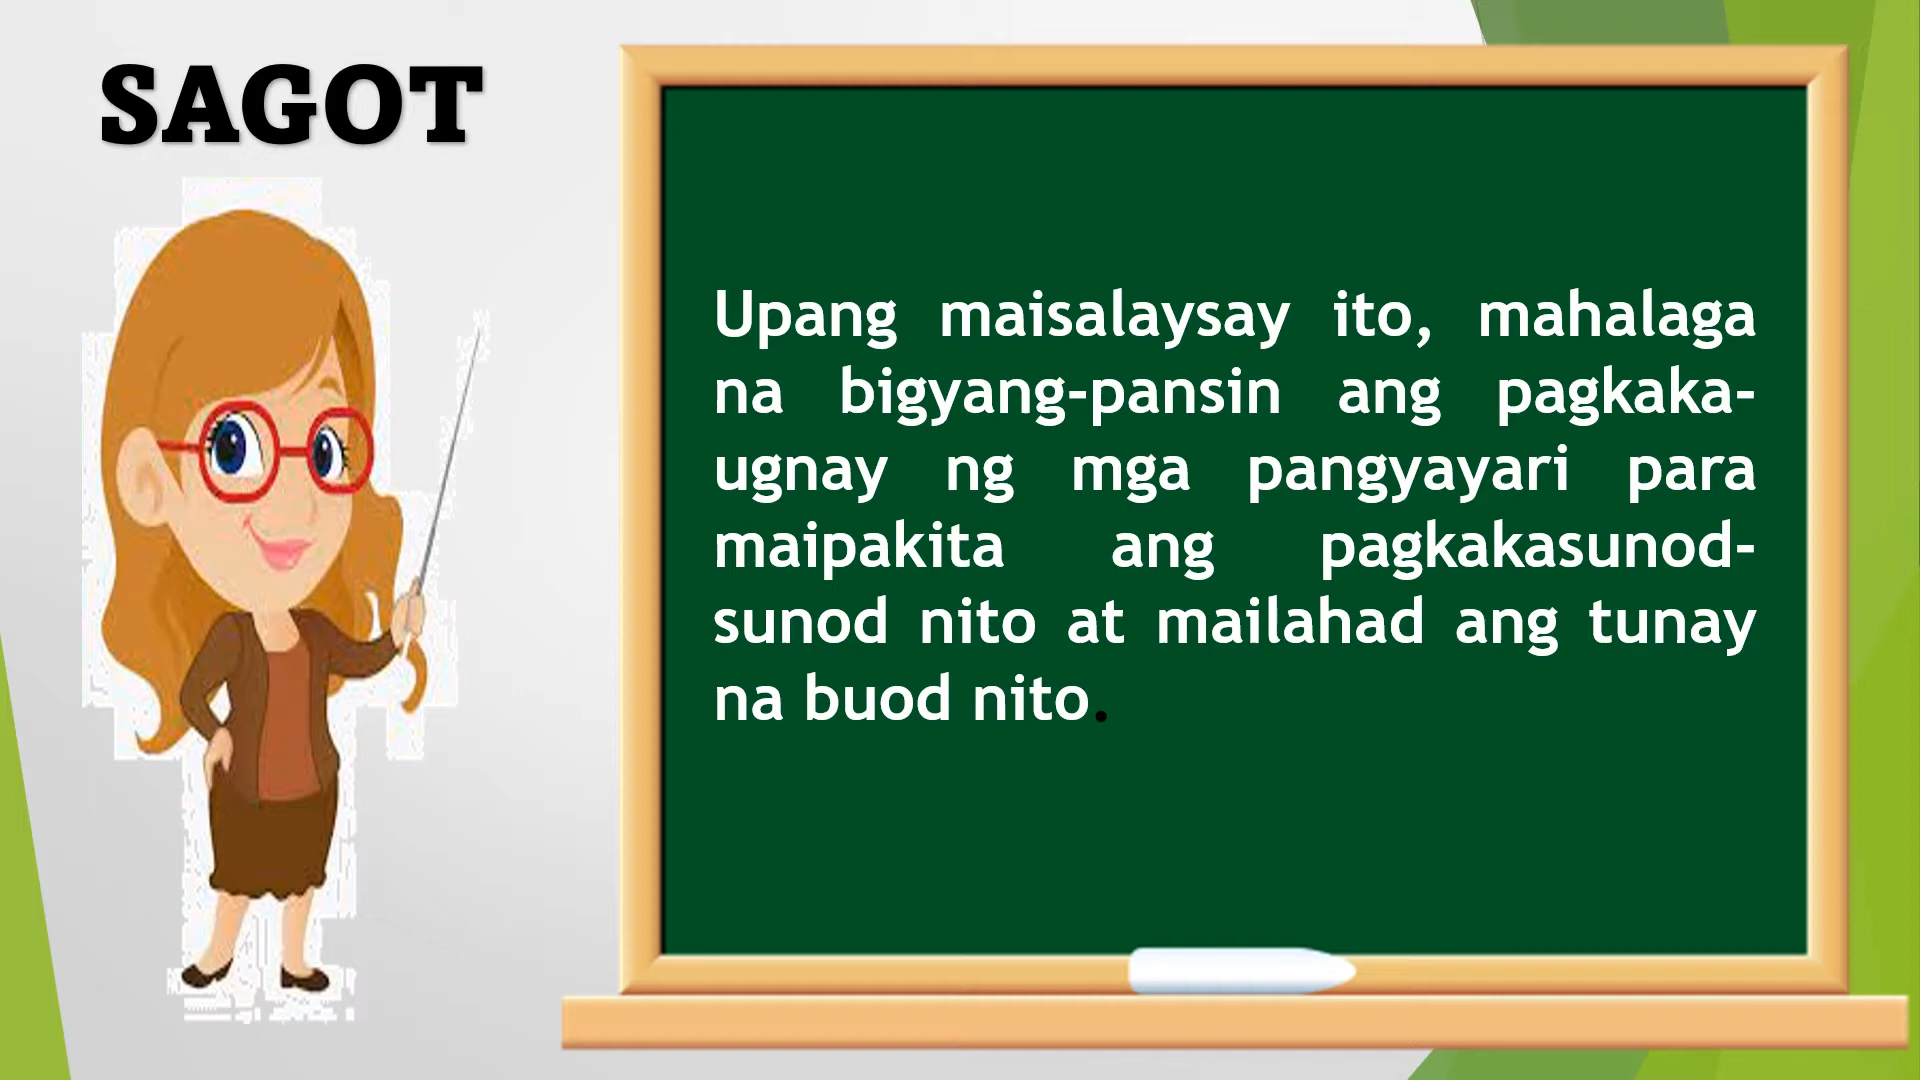 SAGOT
Upang maisalaysay ito, mahalaga
na bigyang-pansin ang pagkaka-
ugnay ng mga pangyayari para
maipakita ang pagkakasunod-
sunod nito at mailahad ang tunay
na buod nito.